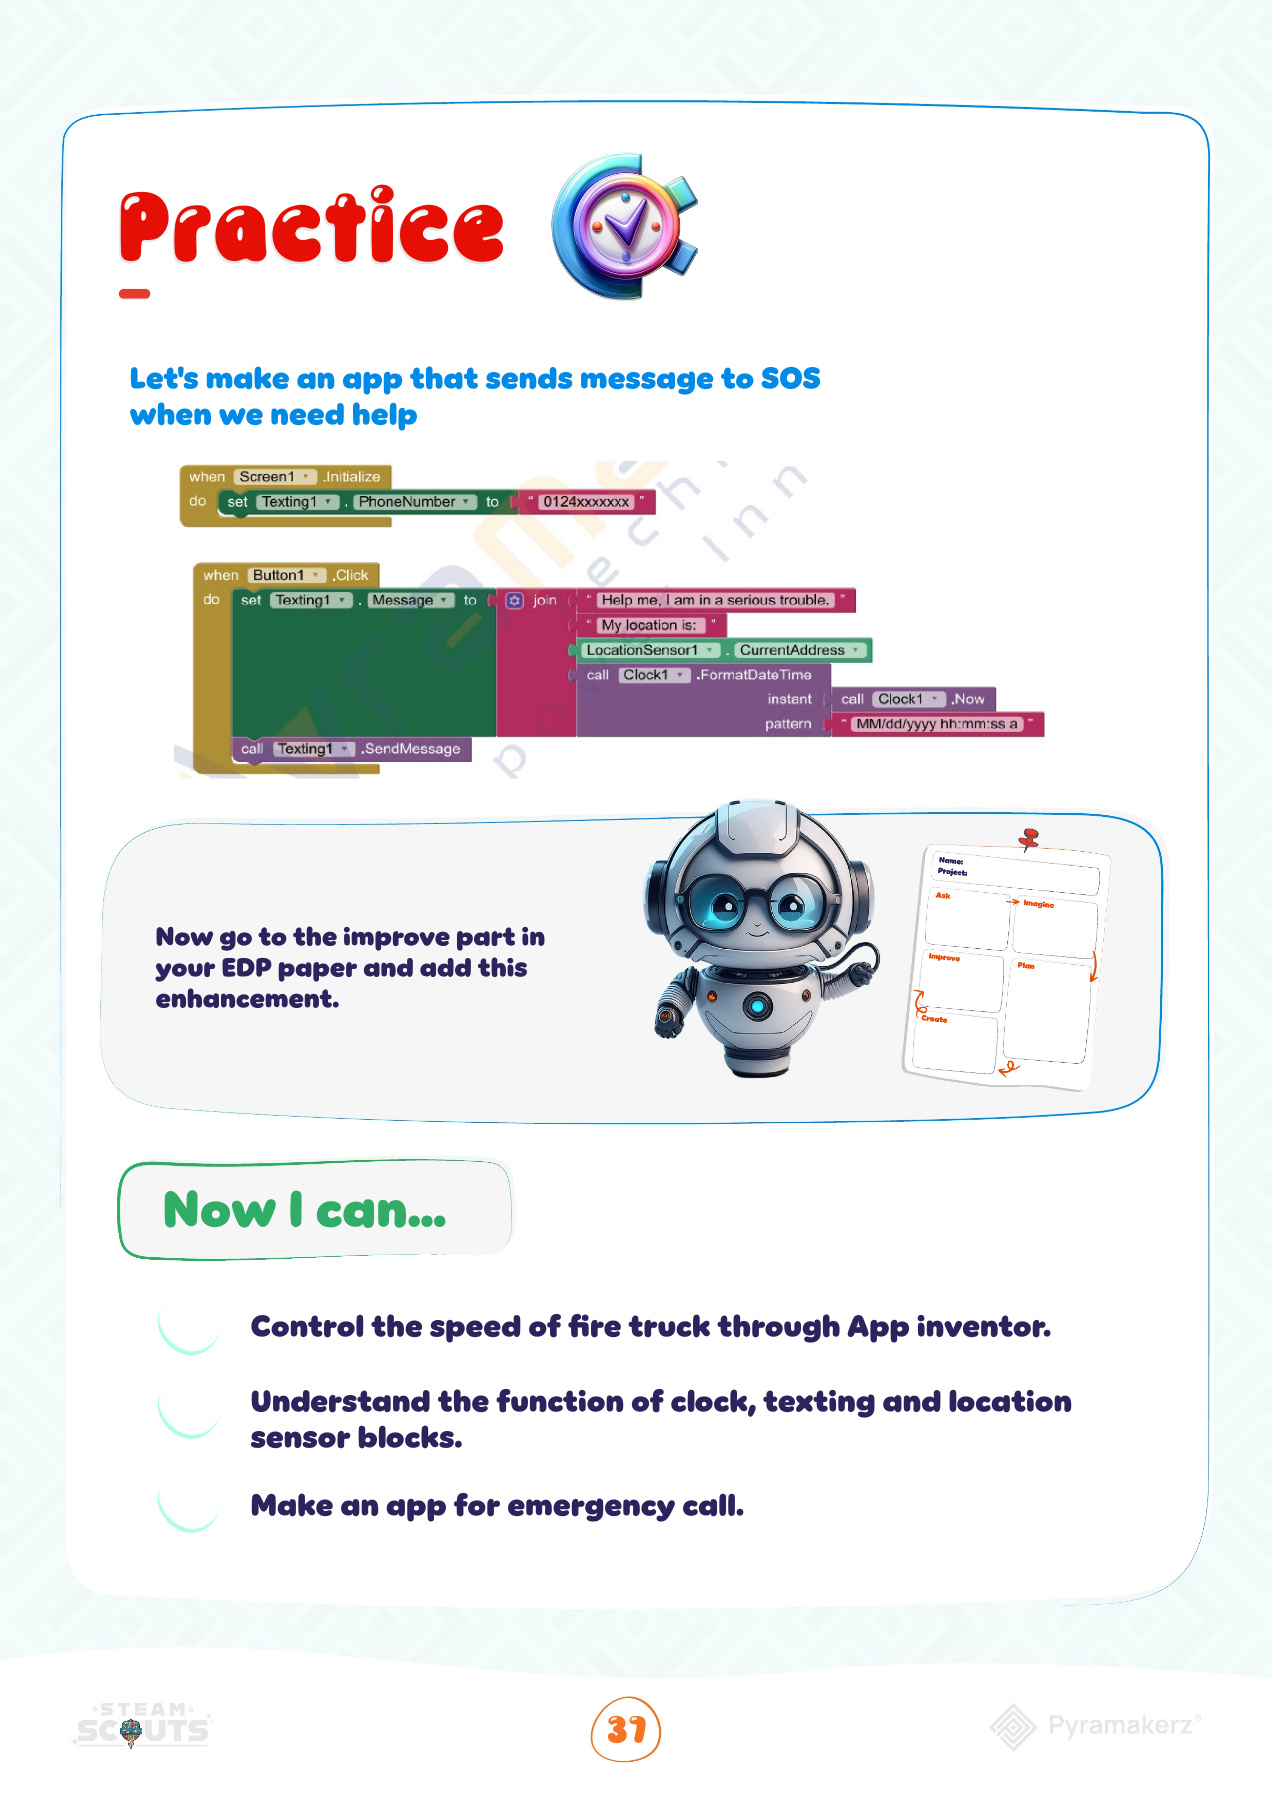 Practice
Let's make an app that sends message to SOS
when we need help
when Screen1 .Initialize
do set Texting1 . PhoneNumber to " 0124xxxxxxx "
when Button1 .Click
do set Texting1 . Message to join " Help me, I am in a serious trouble. "
" My location is: "
LocationSensor1 . CurrentAddress
call Clock1 .FormatDateTime
instant call Clock1 .Now
pattern " MM/dd/yyyy hh:mm:ss a "
call Texting1 .SendMessage
Now go to the improve part in
your EDP paper and add this
enhancement.
Name:
Project:
Ask
Imagine
Improve
Plan
Create
Now I can...
Control the speed of fire truck through App inventor.
Understand the function of clock, texting and location
sensor blocks.
Make an app for emergency call.
STEAM
SCOUTS
37
Pyramakerz